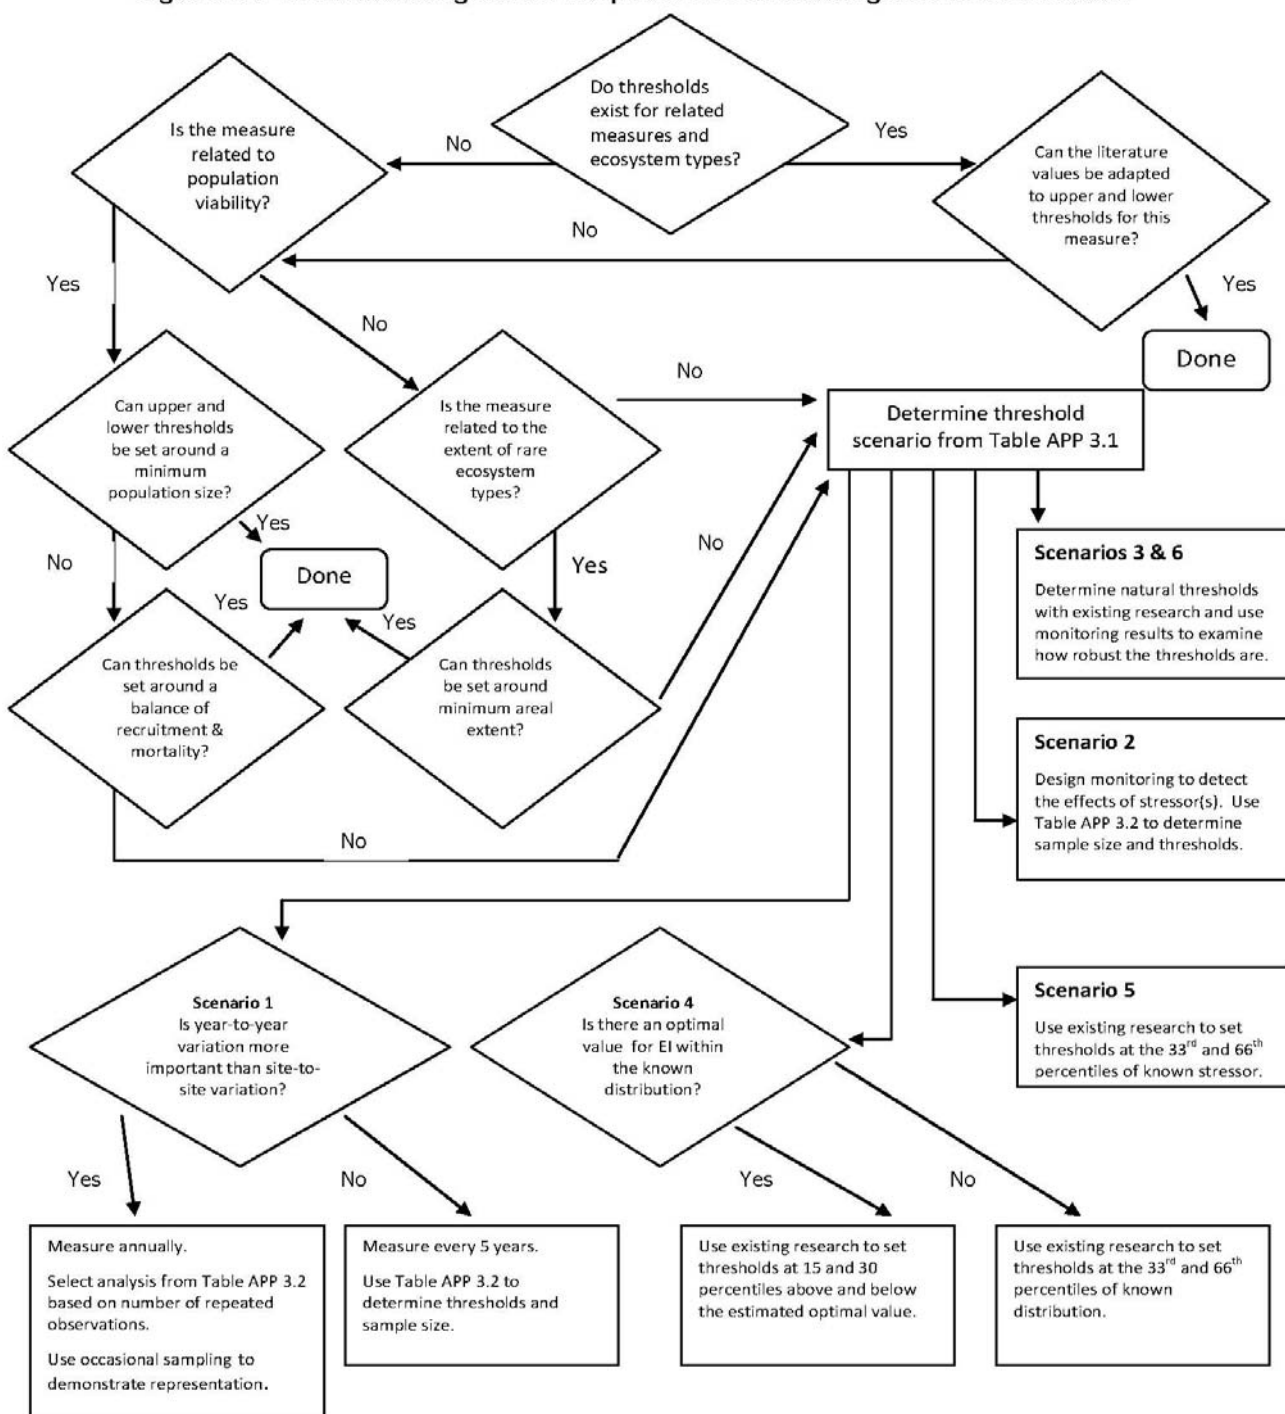 Do thresholds
exist for related
measures and
ecosystem types?
No
Yes
Is the measure
related to
population
viability?
Can the literature
values be adapted
to upper and lower
thresholds for this
measure?
No
Yes
Yes
No
Done
Can upper and
lower thresholds
be set around a
minimum
population size?
Is the measure
related to the
extent of rare
ecosystem
types?
No
Determine threshold
scenario from Table APP 3.1
Yes
No
Done
Yes
No
Yes
Yes
Can thresholds be
set around a
balance of
recruitment &
mortality?
Can thresholds
be set around
minimum areal
extent?
No
Scenarios 3 & 6
Determine natural thresholds
with existing research and use
monitoring results to examine
how robust the thresholds are.
Scenario 2
Design monitoring to detect
the effects of stressor(s). Use
Table APP 3.2 to determine
sample size and thresholds.
Scenario 5
Use existing research to set
thresholds at the 33rd and 66th
percentiles of known stressor.
Scenario 1
Is year-to-year
variation more
important than site-to-
site variation?
Scenario 4
Is there an optimal
value for EI within
the known
distribution?
Yes
No
Yes
No
Measure annually.
Select analysis from Table APP 3.2
based on number of repeated
observations.
Use occasional sampling to
demonstrate representation.
Measure every 5 years.
Use Table APP 3.2 to
determine thresholds and
sample size.
Use existing research to set
thresholds at 15 and 30
percentiles above and below
the estimated optimal value.
Use existing research to set
thresholds at the 33rd and 66th
percentiles of known
distribution.